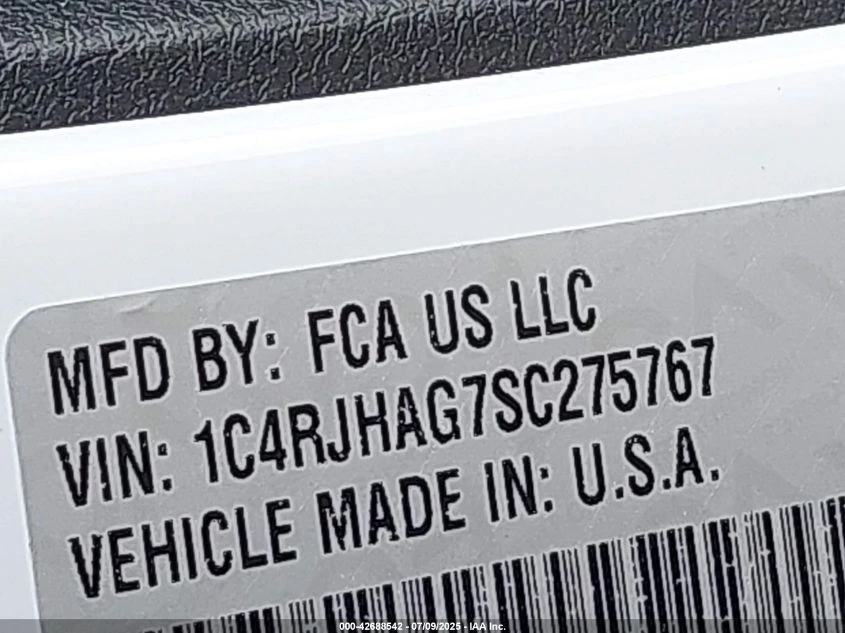 MFD BY: FCA US LLC
VIN: 1C4RJHAG7SC275767
VEHICLE MADE IN: U.S.A.
000-42688542 - 07/09/2025 - IAA Inc.